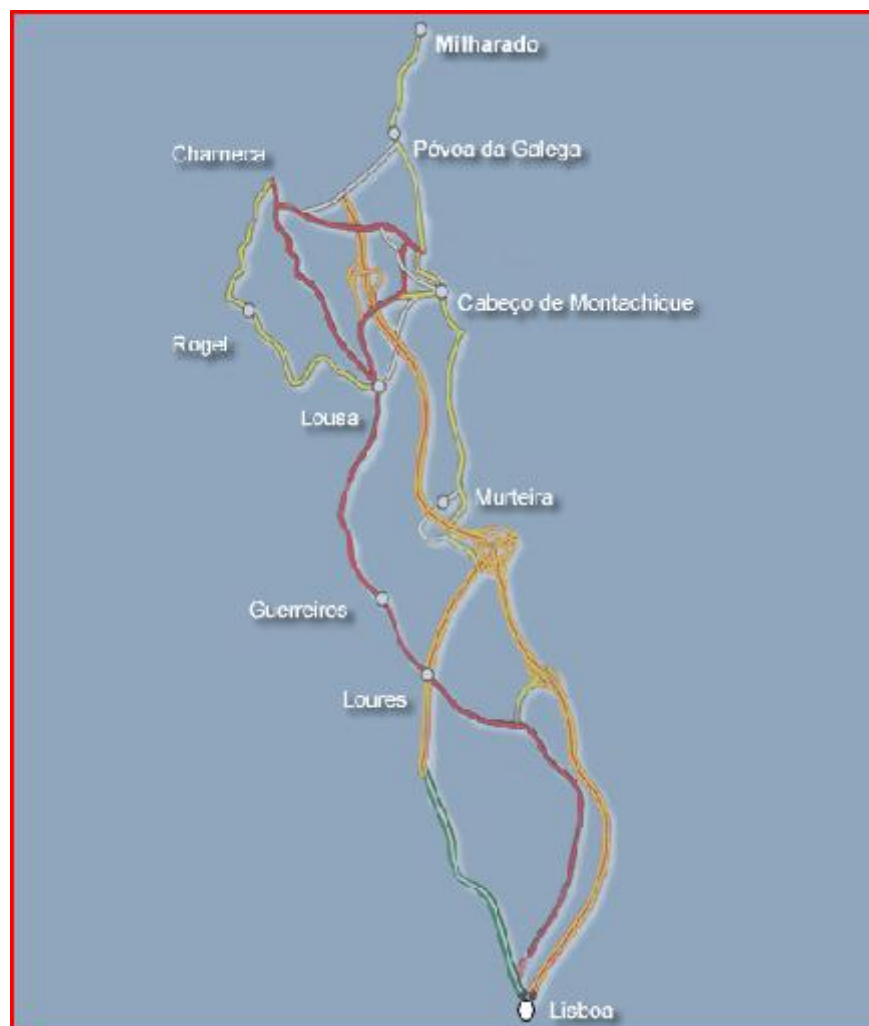 Milharado
Póvoa da Galega
Charneca
Cabeço de Montachique
Rogel
Lousa
Murteira
Guerreiros
Loures
Lisboa